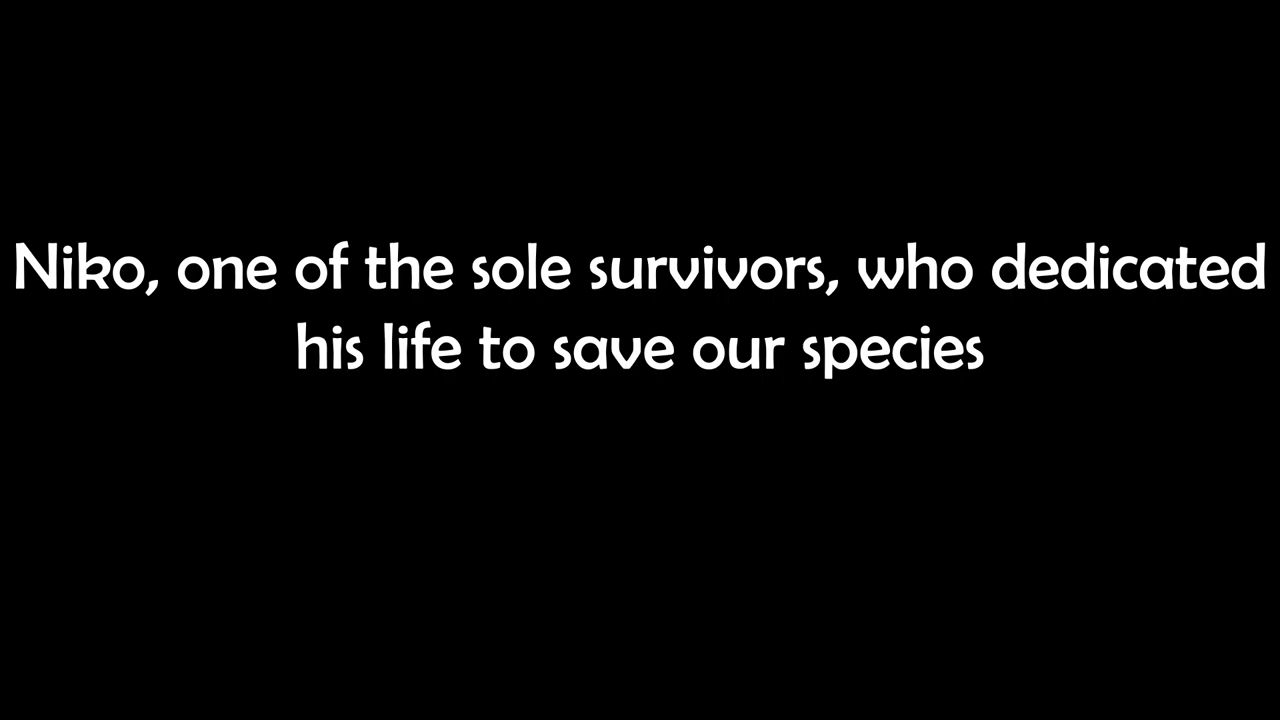 Niko, one of the sole survivors, who dedicated
his life to save our species